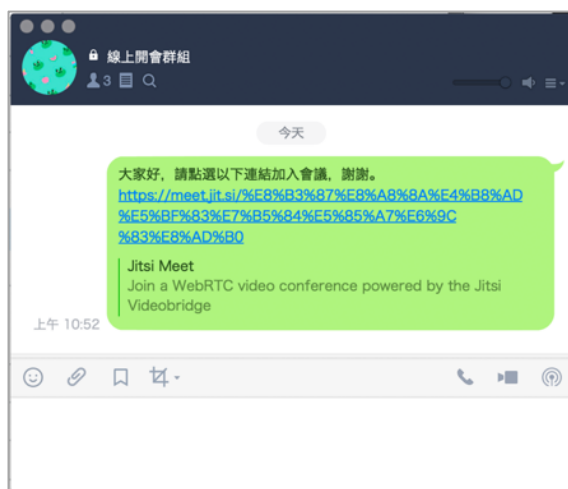 線上開會群組
3
今天
大家好，請點選以下連結加入會議，謝謝。
https://meet.jit.si/%E8%B3%87%E8%A8%8A%E4%B8%AD
%E5%BF%83%E7%B5%84%E5%85%A7%E6%9C
%83%E8%AD%B0
Jitsi Meet
Join a WebRTC video conference powered by the Jitsi
Videobridge
上午 10:52